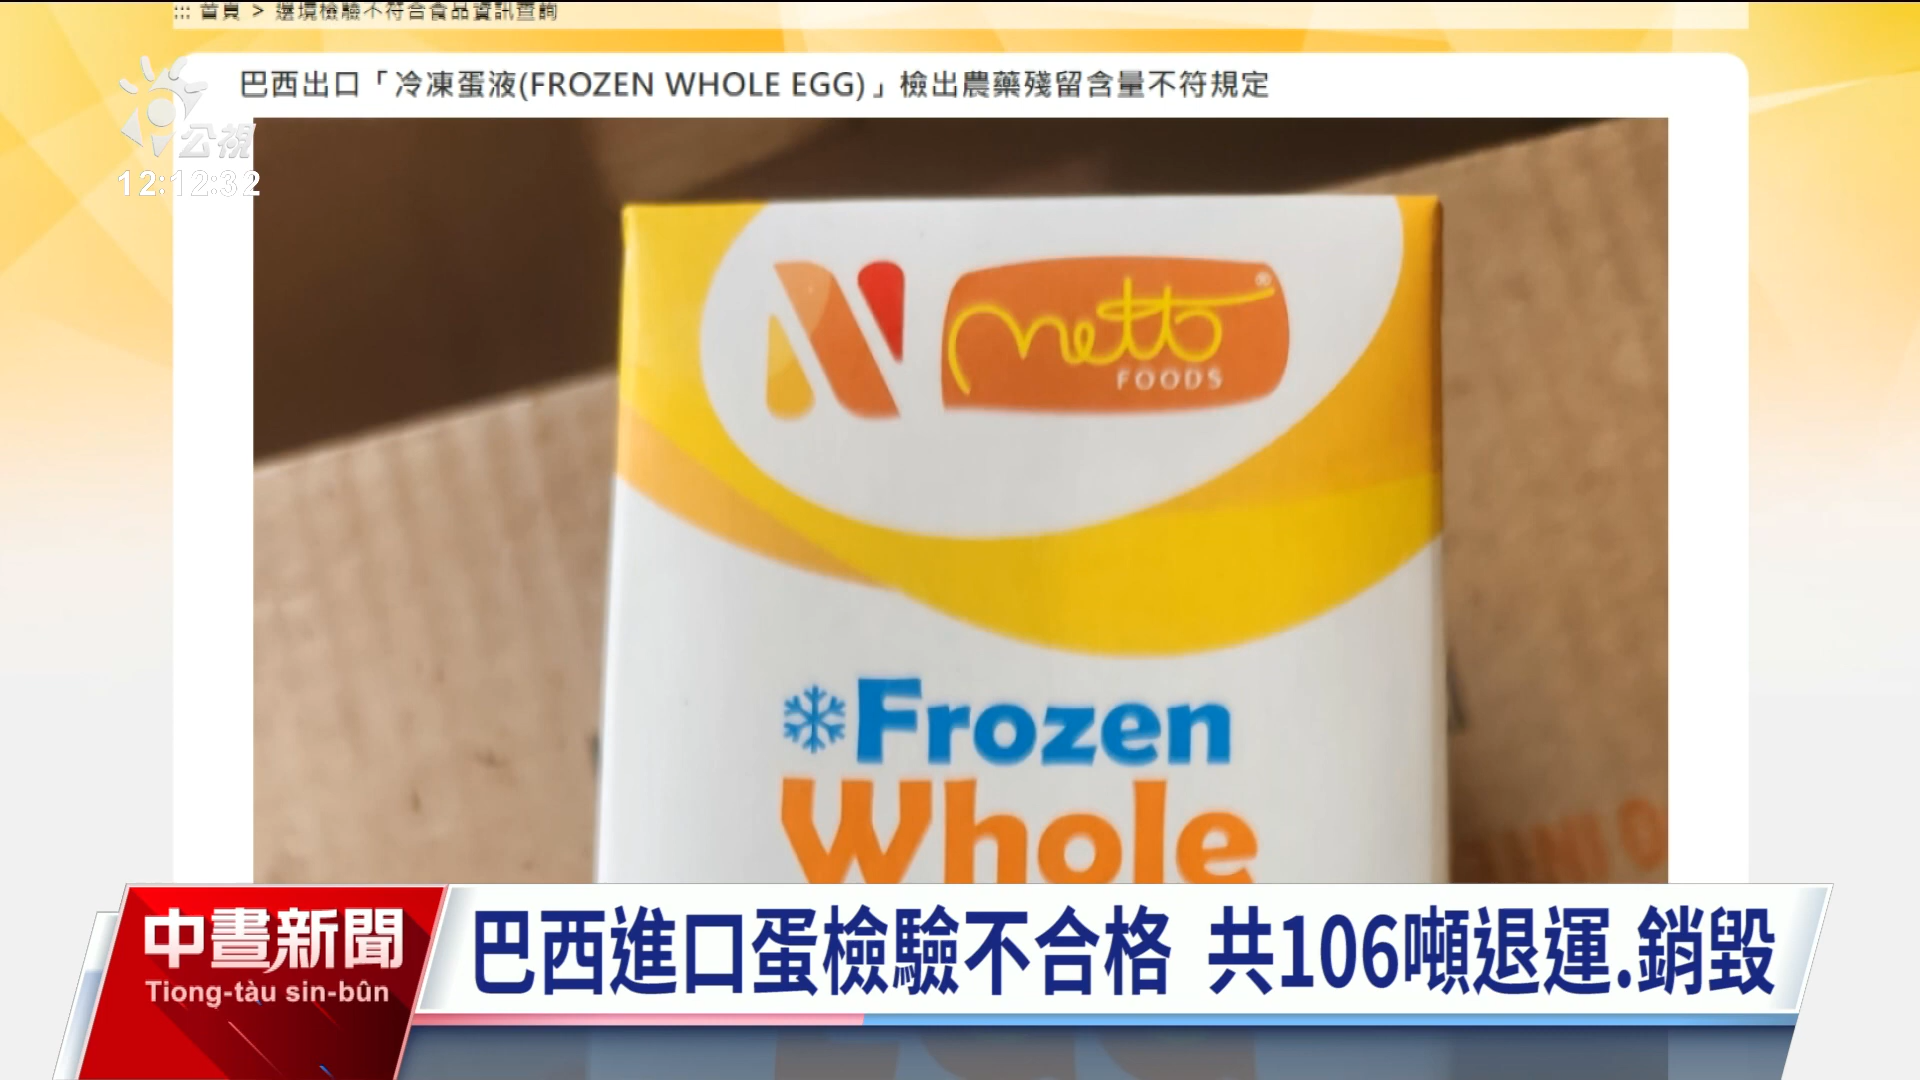 ::: 首頁 > 邊境檢驗不符合食品資訊查詢
巴西出口「冷凍蛋液(FROZEN WHOLE EGG)」檢出農藥殘留含量不符規定
公視
12:12:32
netto
®
FOODS
Frozen
Whole
中晝新聞
Tiong-tàu sin-bûn
巴西進口蛋檢驗不合格 共106噸退運.銷毀